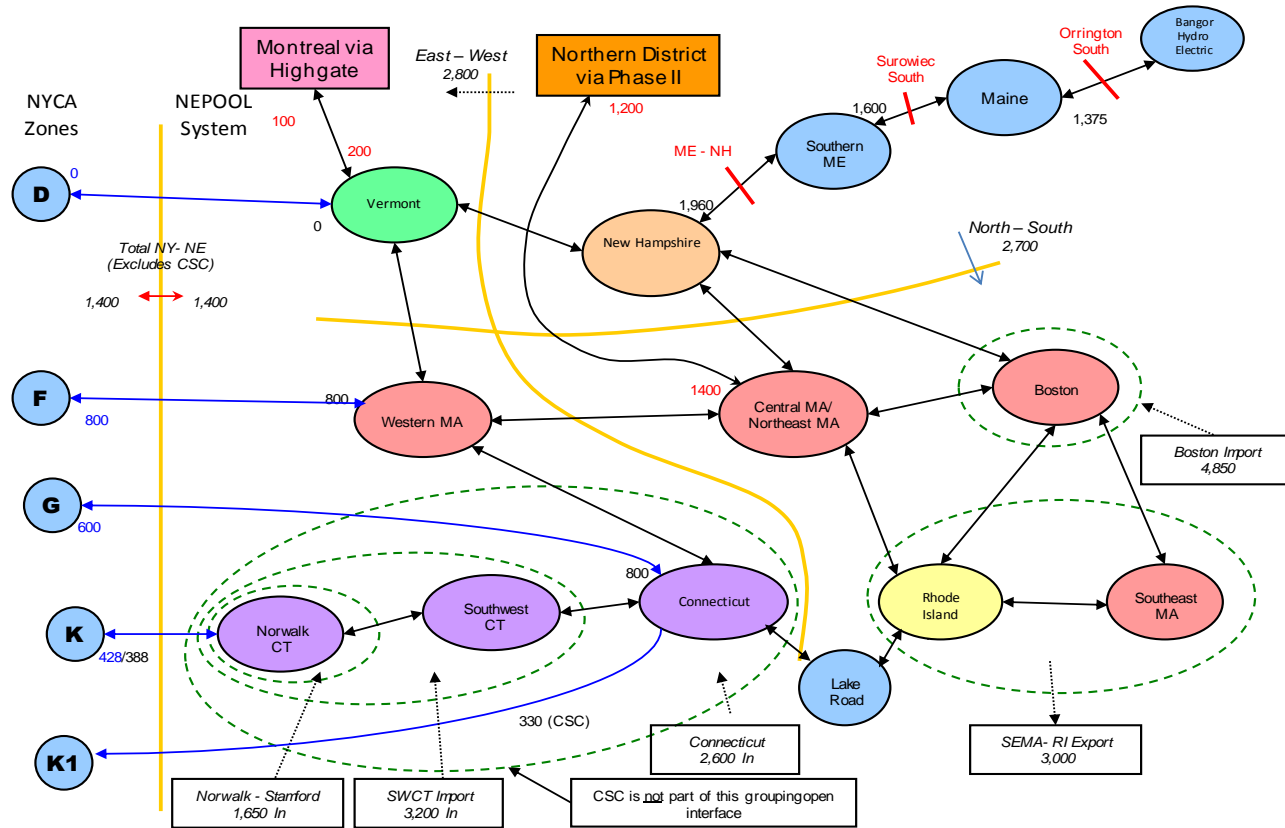 Montreal via
Highgate
East – West
2,800
Northern District
via Phase II
Orrington
South
Bangor
Hydro
Electric
Surowiec
South
Maine
NYCA
Zones
NEPOOL
System
100
1,200
1,600
1,375
200
ME - NH
Southern
ME
D
0
Vermont
0
1,960
New Hampshire
North – South
2,700
Total NY- NE
(Excludes CSC)
1,400
1,400
F
800
800
Western MA
1400
Central MA/
Northeast MA
Boston
Boston Import
4,850
G
600
800
Connecticut
Rhode
Island
Southeast
MA
Southwest
CT
Norwalk
CT
K
428/388
Lake
Road
330 (CSC)
K1
Norwalk - Stamford
1,650 In
SWCT Import
3,200 In
Connecticut
2,600 In
CSC is not part of this groupingopen
interface
SEMA- RI Export
3,000